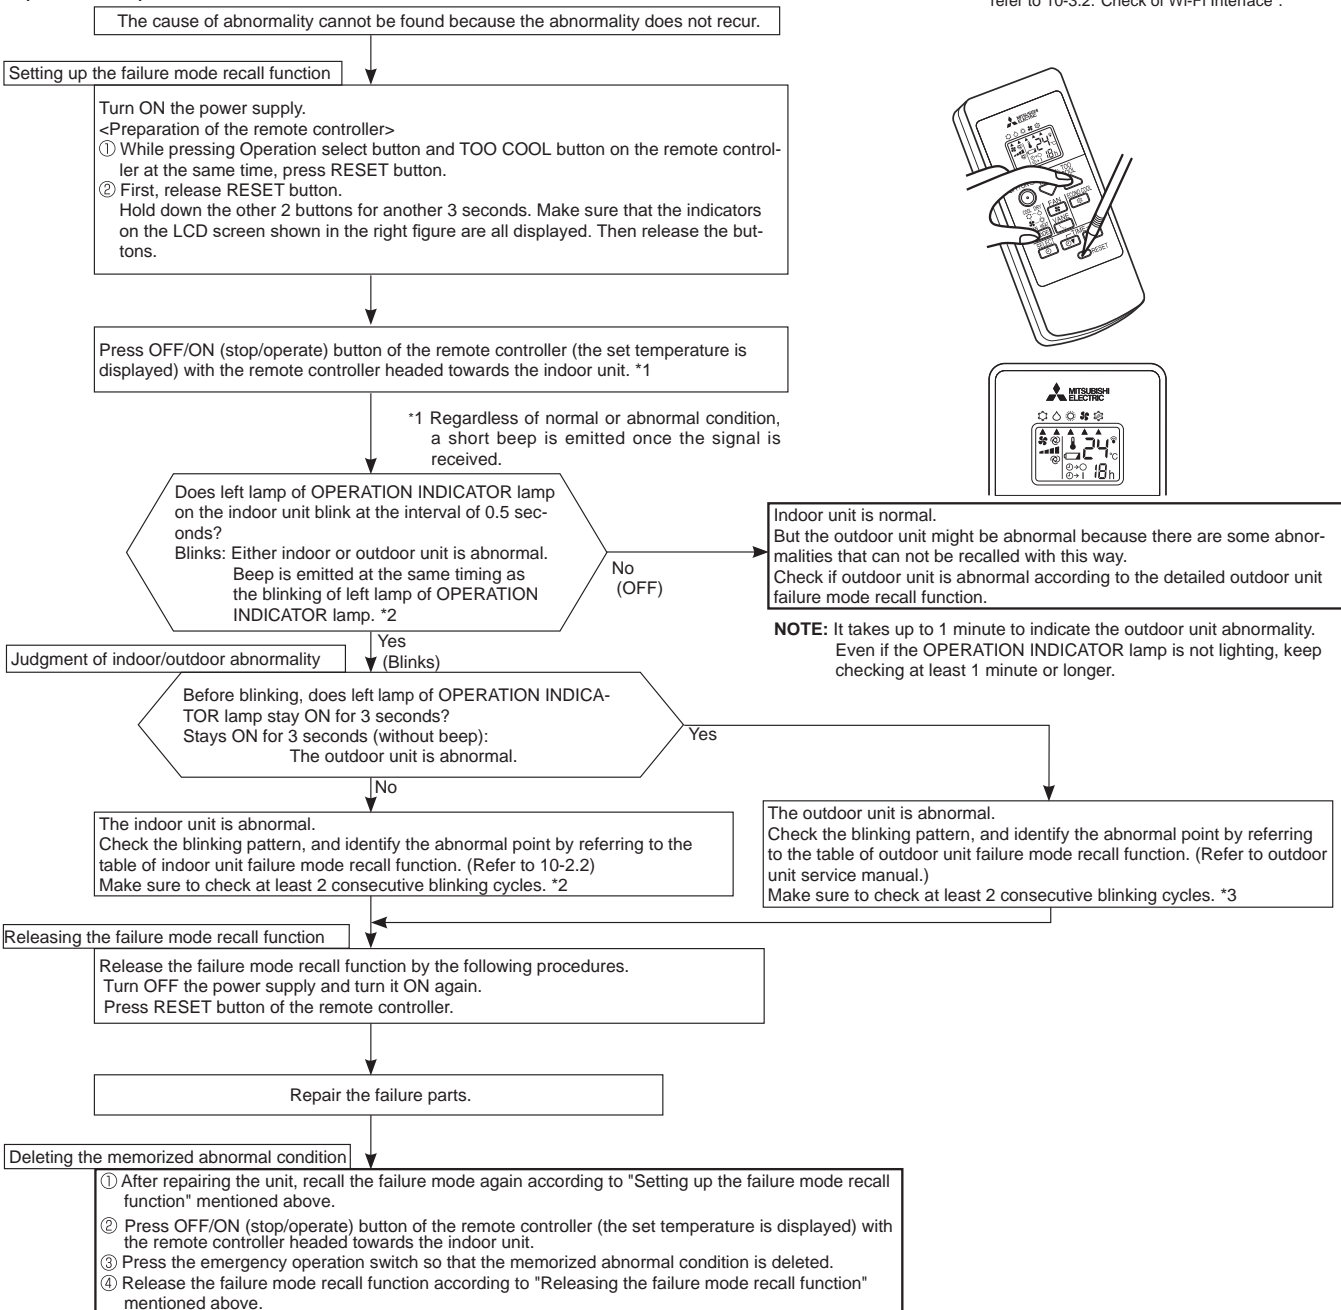 refer to 10-3.2."Check of Wi-Fi interface".
The cause of abnormality cannot be found because the abnormality does not recur.
Setting up the failure mode recall function
Turn ON the power supply.
<Preparation of the remote controller>
① While pressing Operation select button and TOO COOL button on the remote control-
ler at the same time, press RESET button.
② First, release RESET button.
Hold down the other 2 buttons for another 3 seconds. Make sure that the indicators
on the LCD screen shown in the right figure are all displayed. Then release the but-
tons.
MITSUBISHI
ELECTRIC
24°C
18h
TOO
COOL
ECONO COOL
FAN
VANE
TIME
SELECT
RESET
Press OFF/ON (stop/operate) button of the remote controller (the set temperature is
displayed) with the remote controller headed towards the indoor unit. *1
*1 Regardless of normal or abnormal condition,
a short beep is emitted once the signal is
received.
MITSUBISHI
ELECTRIC
24°C
18h
Does left lamp of OPERATION INDICATOR lamp
on the indoor unit blink at the interval of 0.5 sec-
onds?
Blinks: Either indoor or outdoor unit is abnormal.
Beep is emitted at the same timing as
the blinking of left lamp of OPERATION
INDICATOR lamp. *2
No
(OFF)
Indoor unit is normal.
But the outdoor unit might be abnormal because there are some abnor-
malities that can not be recalled with this way.
Check if outdoor unit is abnormal according to the detailed outdoor unit
failure mode recall function.
NOTE: It takes up to 1 minute to indicate the outdoor unit abnormality.
Even if the OPERATION INDICATOR lamp is not lighting, keep
checking at least 1 minute or longer.
Yes
(Blinks)
Judgment of indoor/outdoor abnormality
Before blinking, does left lamp of OPERATION INDICA-
TOR lamp stay ON for 3 seconds?
Stays ON for 3 seconds (without beep):
The outdoor unit is abnormal.
Yes
No
The indoor unit is abnormal.
Check the blinking pattern, and identify the abnormal point by referring to the
table of indoor unit failure mode recall function. (Refer to 10-2.2)
Make sure to check at least 2 consecutive blinking cycles. *2
The outdoor unit is abnormal.
Check the blinking pattern, and identify the abnormal point by referring
to the table of outdoor unit failure mode recall function. (Refer to outdoor
unit service manual.)
Make sure to check at least 2 consecutive blinking cycles. *3
Releasing the failure mode recall function
Release the failure mode recall function by the following procedures.
Turn OFF the power supply and turn it ON again.
Press RESET button of the remote controller.
Repair the failure parts.
Deleting the memorized abnormal condition
① After repairing the unit, recall the failure mode again according to "Setting up the failure mode recall
function" mentioned above.
② Press OFF/ON (stop/operate) button of the remote controller (the set temperature is displayed) with
the remote controller headed towards the indoor unit.
③ Press the emergency operation switch so that the memorized abnormal condition is deleted.
④ Release the failure mode recall function according to "Releasing the failure mode recall function"
mentioned above.